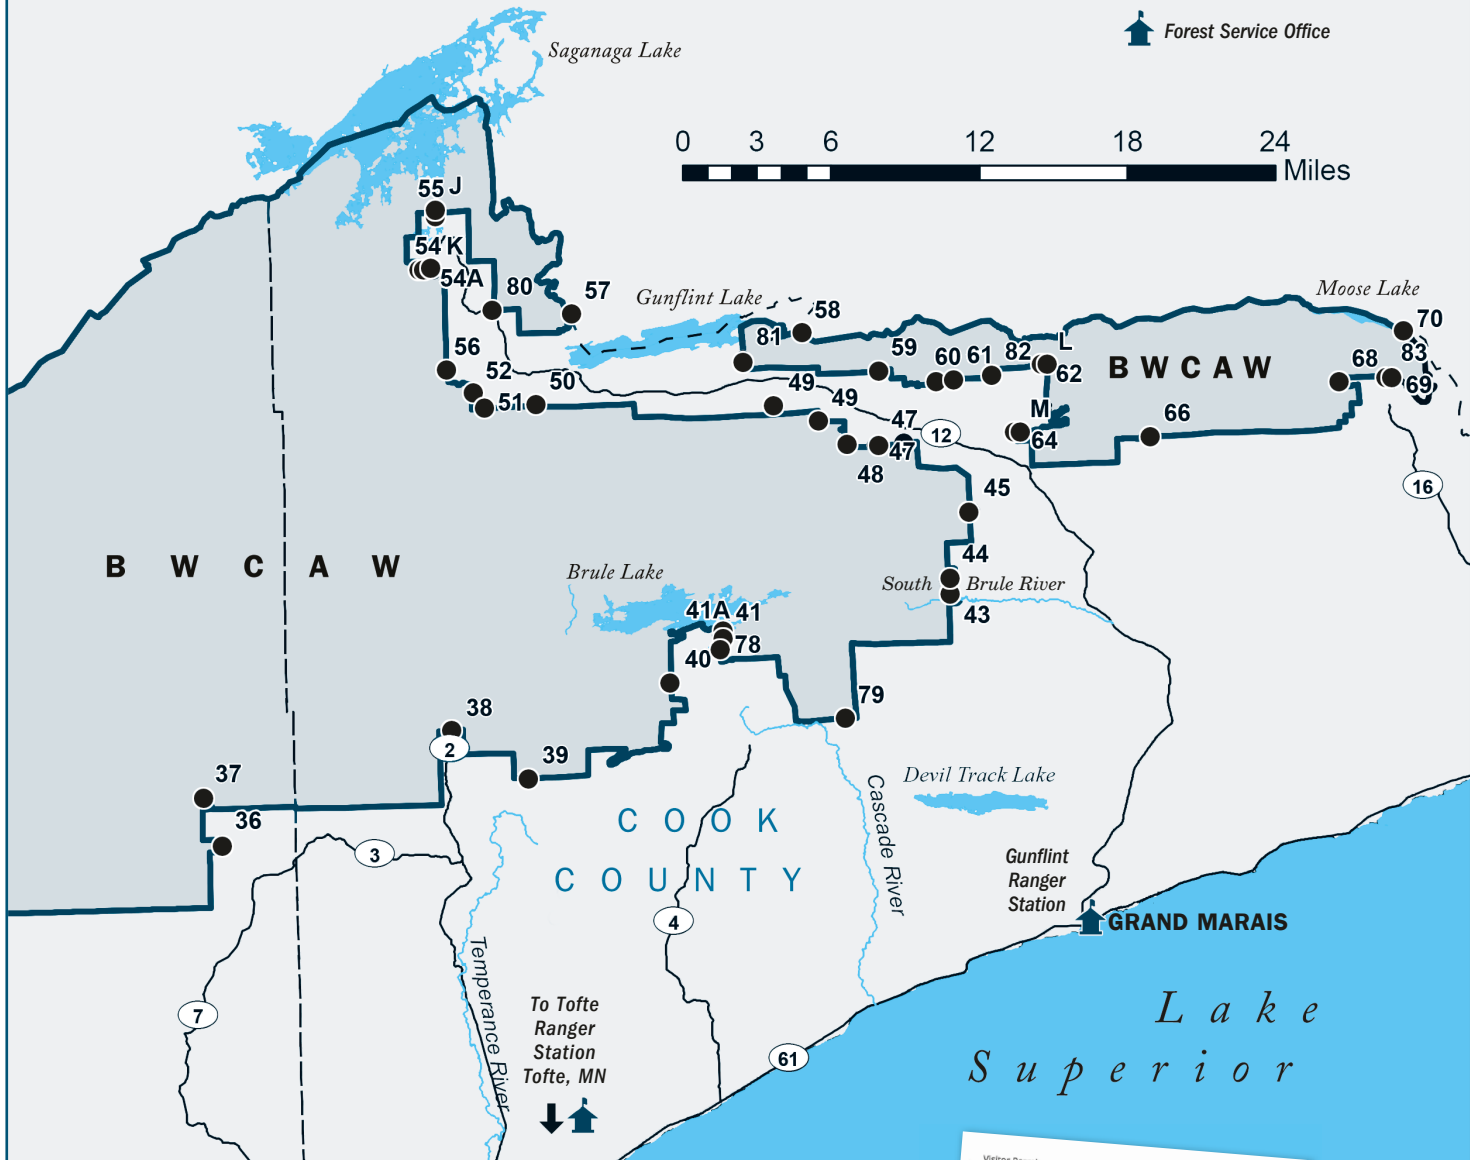 Forest Service Office
Saganaga Lake
0 3 6 12 18 24
Miles
55 J
54 K
54A
80
57
Gunflint Lake
58
Moose Lake
70
81
59
60 61 82 L
62
BWCAW
68 83
69
56
52
50
51
49
49
47
12
47
48
M
64
66
16
45
B W C A W
Brule Lake
44
South Brule River
43
41A 41
78
40
79
38
2
39
37
36
Devil Track Lake
Cascade River
COOK
COUNTY
3
4
Gunflint
Ranger
Station
GRAND MARAIS
Temperance River
7
To Tofte
Ranger
Station
Tofte, MN
61
Lake
Superior